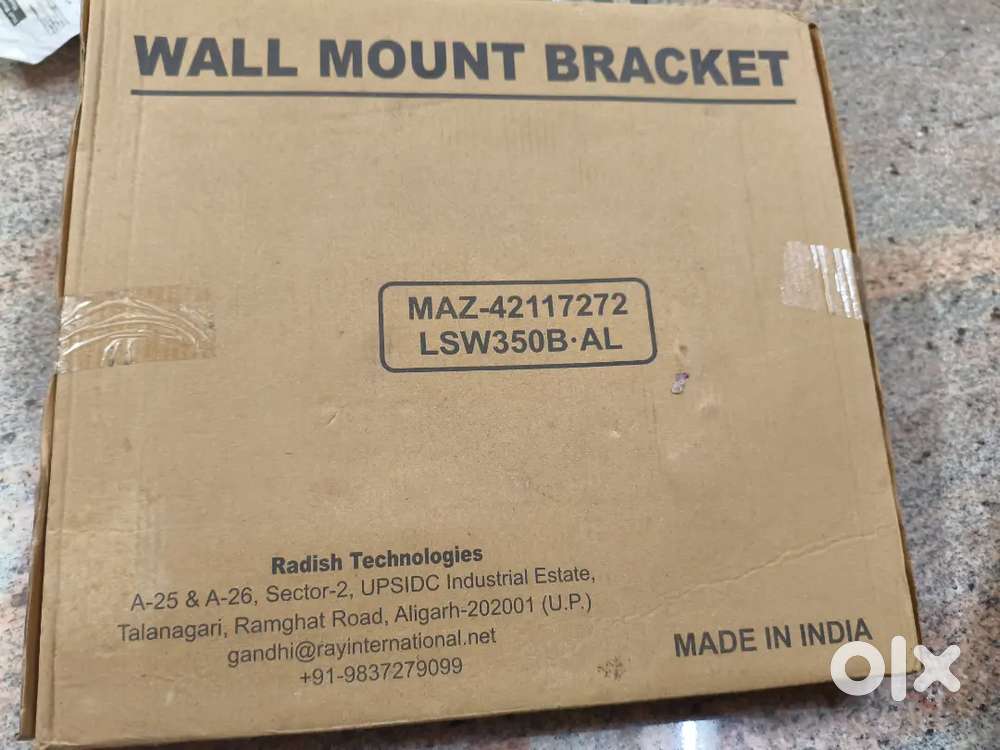 WALL MOUNT BRACKET
MAZ-42117272
LSW350B·AL
Radish Technologies
A-25 & A-26, Sector-2, UPSIDC Industrial Estate,
Talanagari, Ramghat Road, Aligarh-202001 (U.P.)
gandhi@rayinternational.net
+91-9837279099
MADE IN INDIA
olx